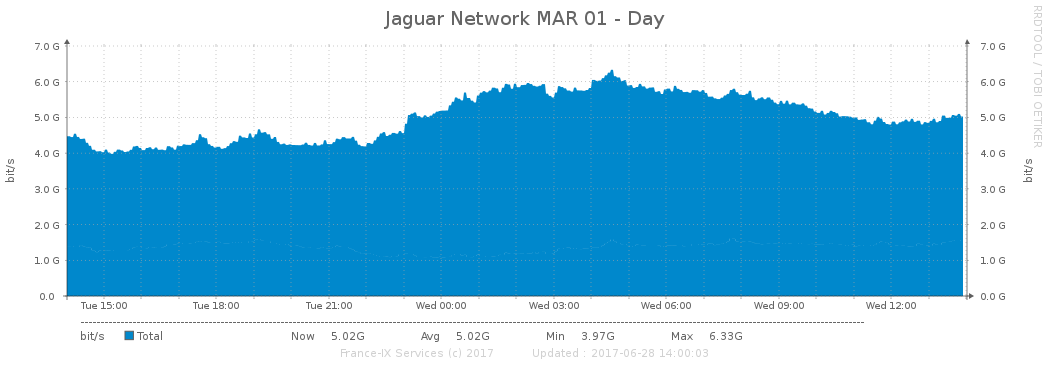 Jaguar Network MAR 01 - Day
RRDTOOL / TOBI OETIKER
bit/s
7.0 G 7.0 G
6.0 G 6.0 G
5.0 G 5.0 G
4.0 G 4.0 G
3.0 G 3.0 G
2.0 G 2.0 G
1.0 G 1.0 G
0.0 0.0 G
bit/s
Tue 15:00 Tue 18:00 Tue 21:00 Wed 00:00 Wed 03:00 Wed 06:00 Wed 09:00 Wed 12:00
bit/s Total Now 5.02G Avg 5.02G Min 3.97G Max 6.33G
France-IX Services (c) 2017 Updated : 2017-06-28 14:00:03